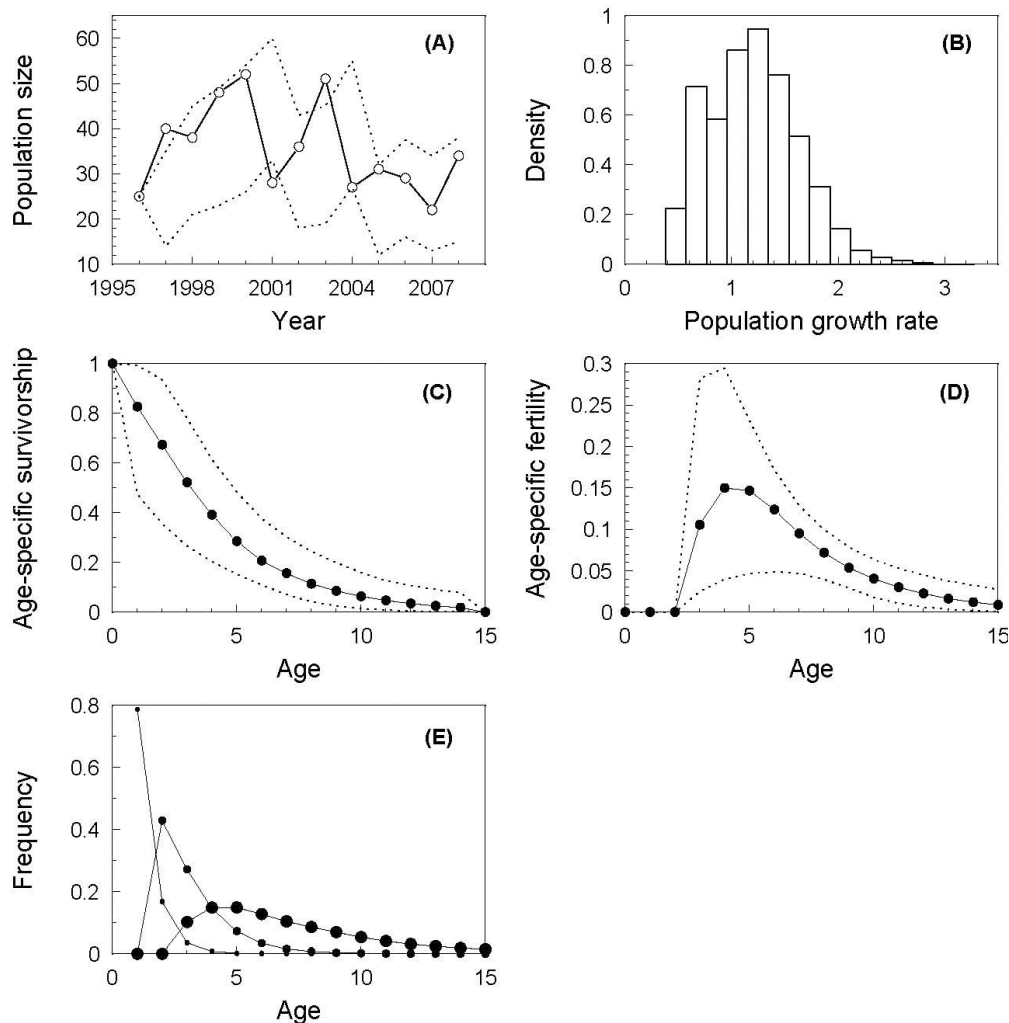 (A)
Population size
60
50
40
30
20
10
1995 1998 2001 2004 2007
Year
(B)
Density
1
0.8
0.6
0.4
0.2
0
0 1 2 3
Population growth rate
(C)
Age-specific survivorship
1
0.8
0.6
0.4
0.2
0
0 5 10 15
Age
(D)
Age-specific fertility
0.3
0.25
0.2
0.15
0.1
0.05
0
0 5 10 15
Age
(E)
Frequency
0.8
0.6
0.4
0.2
0
0 5 10 15
Age